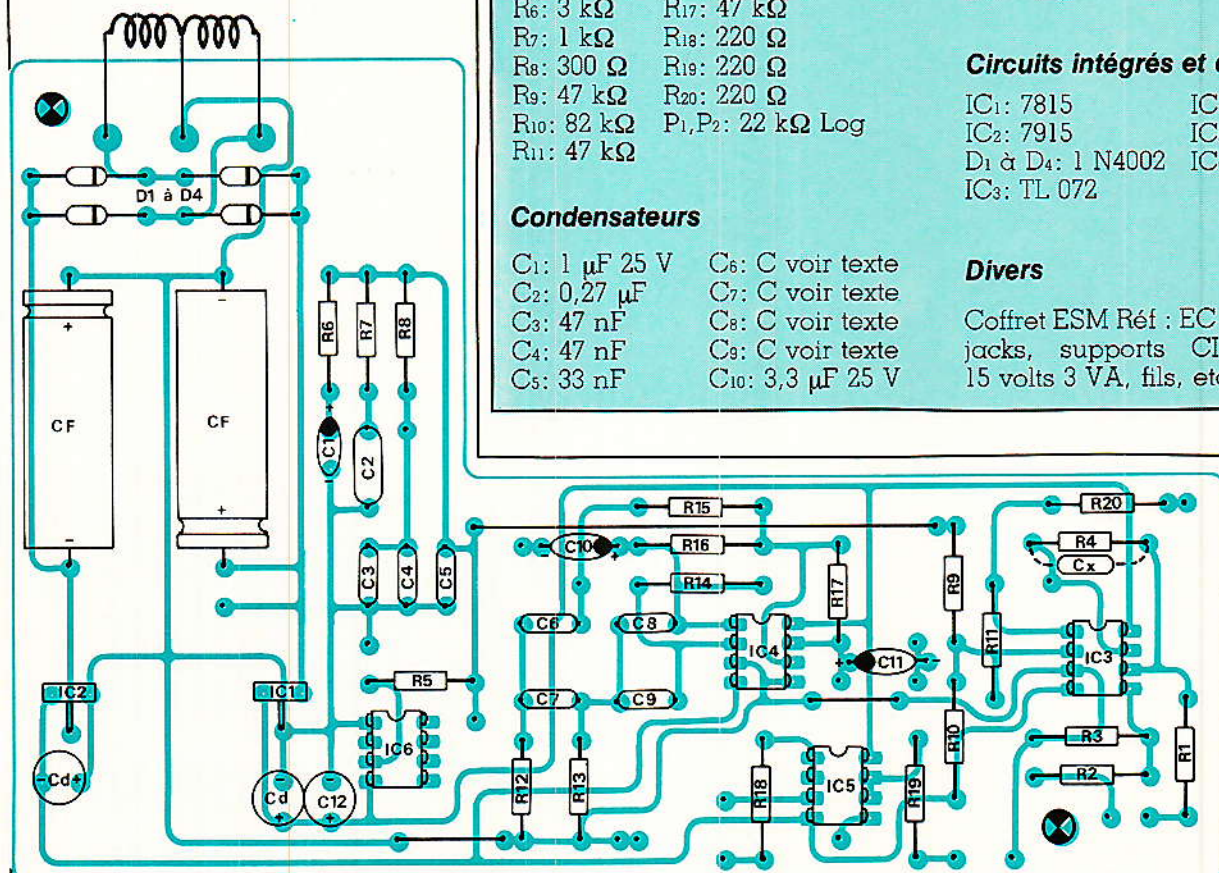 R6: 3 kΩ R17: 47 kΩ
R7: 1 kΩ R18: 220 Ω
R8: 300 Ω R19: 220 Ω
R9: 47 kΩ R20: 220 Ω
R10: 82 kΩ P1,P2: 22 kΩ Log
R11: 47 kΩ
Condensateurs
C1: 1 µF 25 V C6: C voir texte
C2: 0,27 µF C7: C voir texte
C3: 47 nF C8: C voir texte
C4: 47 nF C9: C voir texte
C5: 33 nF C10: 3,3 µF 25 V
Circuits intégrés et
IC1: 7815 IC
IC2: 7915 IC
D1 à D4: 1 N4002 IC
IC3: TL 072
Divers
Coffret ESM Réf : EC
jacks, supports CI
15 volts 3 VA, fils, etc
D1 à D4
+ -
CF CF
- +
R6 R7 R8
+
C1 C2
-
C3 C4 C5
R15
- C10 +
R16
R14
R17
R9
R20
R4
Cx
R11
C6 C8
IC4
+ C11 -
IC3
IC2 IC1
R5
C7 C9
IC6
R10
R3
R1
-Cd+
-
Cd
+
-
C12
+
R12 R13
R18
IC5
R19
R2